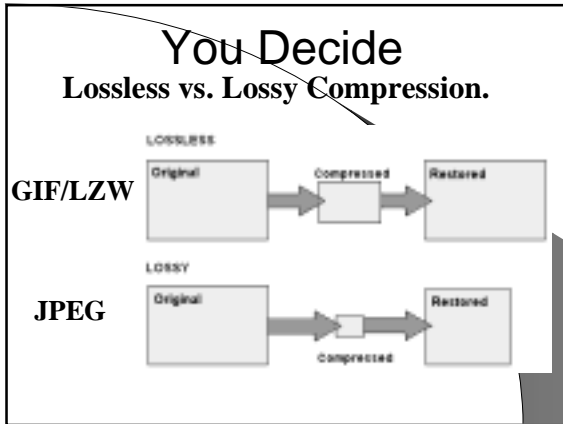 You Decide
Lossless vs. Lossy Compression.
LOSSLESS
GIF/LZW
Original
Compressed
Restored
LOSSY
JPEG
Original
Restored
Compressed